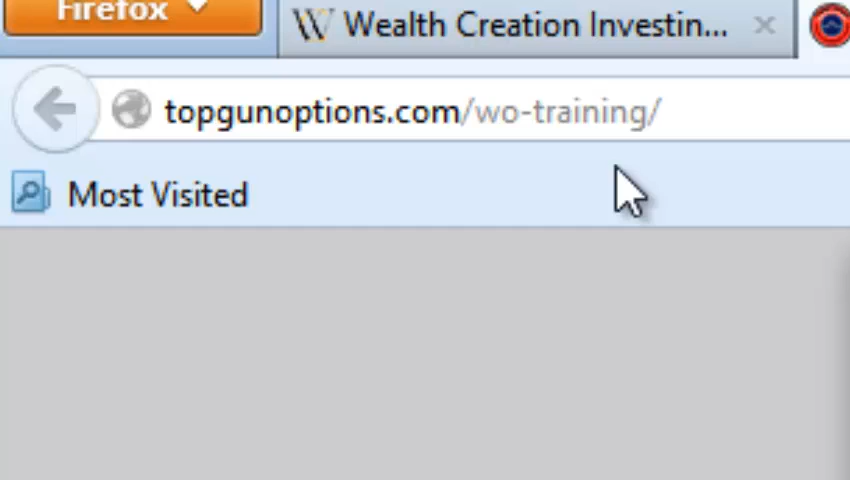 Firefox
Wealth Creation Investin...
topgunoptions.com/wo-training/
Most Visited